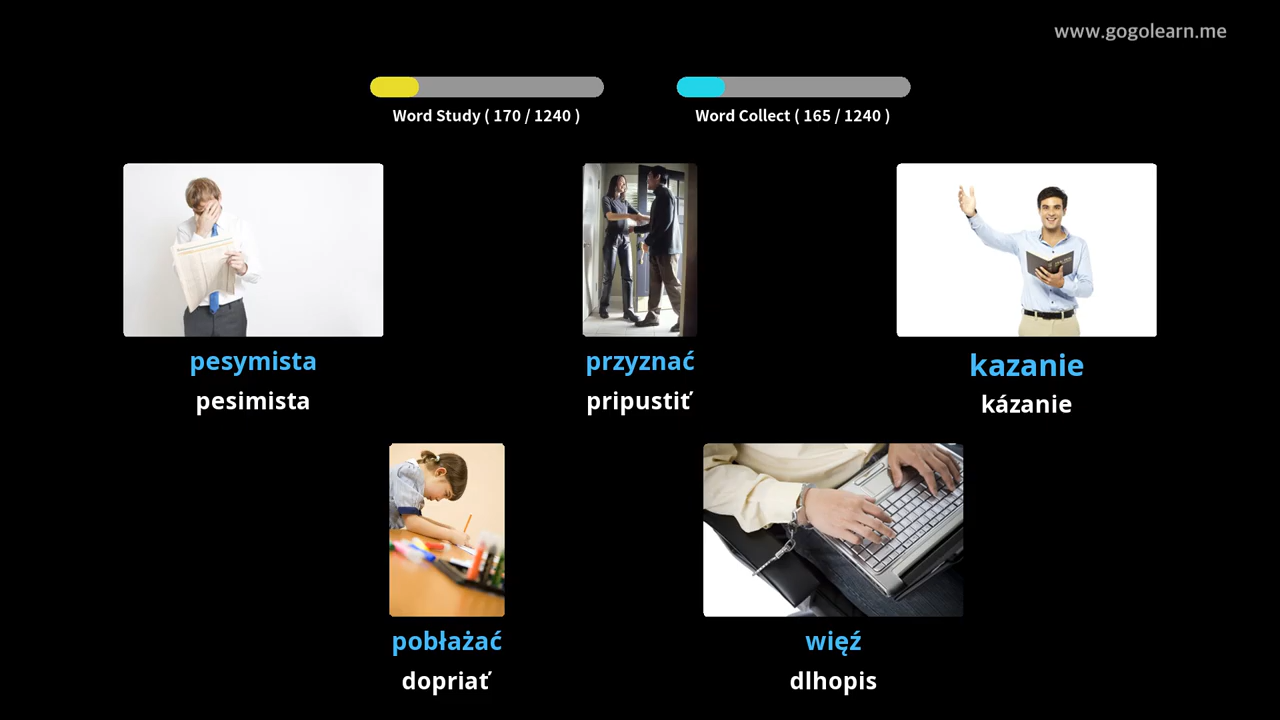 www.gogolearn.me
Word Study ( 170 / 1240 )
Word Collect ( 165 / 1240 )
pesymista
pesimista
przyznać
pripustiť
kazanie
kázanie
pobłażać
dopriať
więź
dlhopis